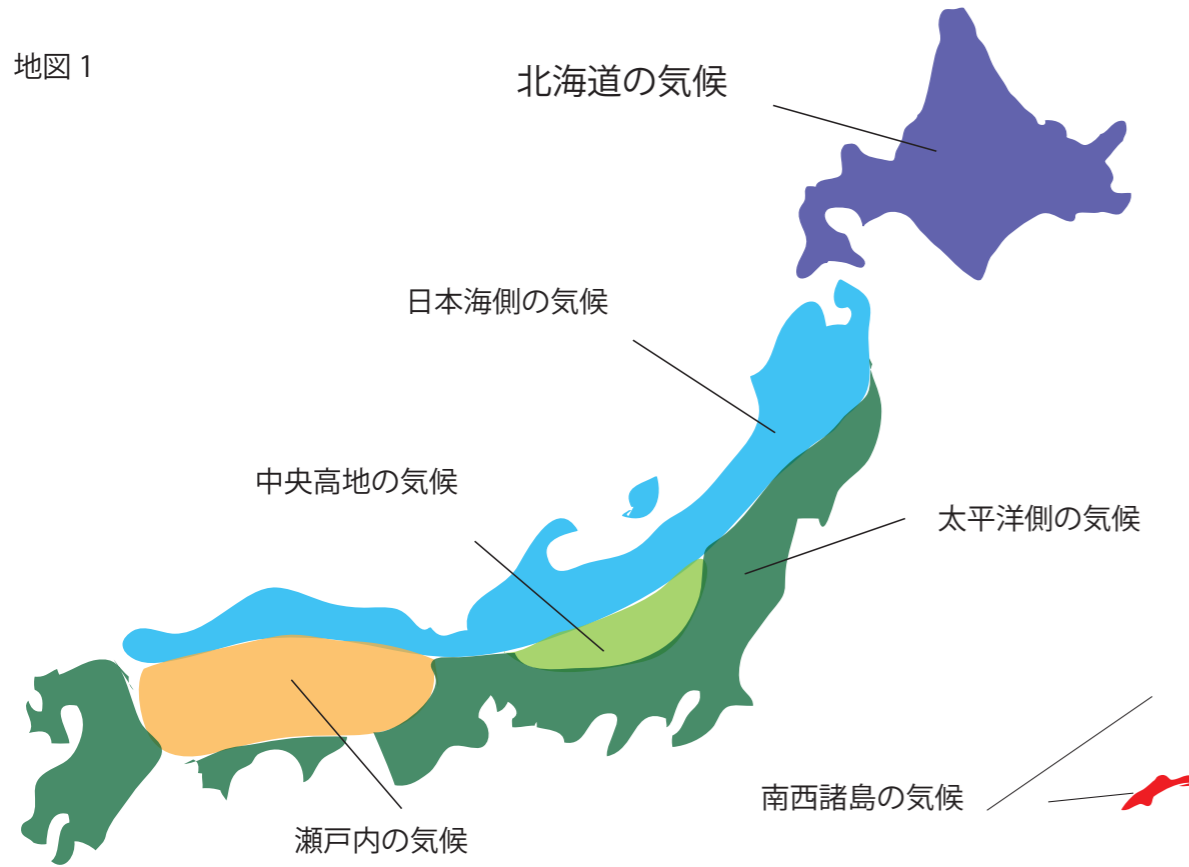 地図 1
北海道の気候
日本海側の気候
中央高地の気候
太平洋側の気候
南西諸島の気候
瀬戸内の気候